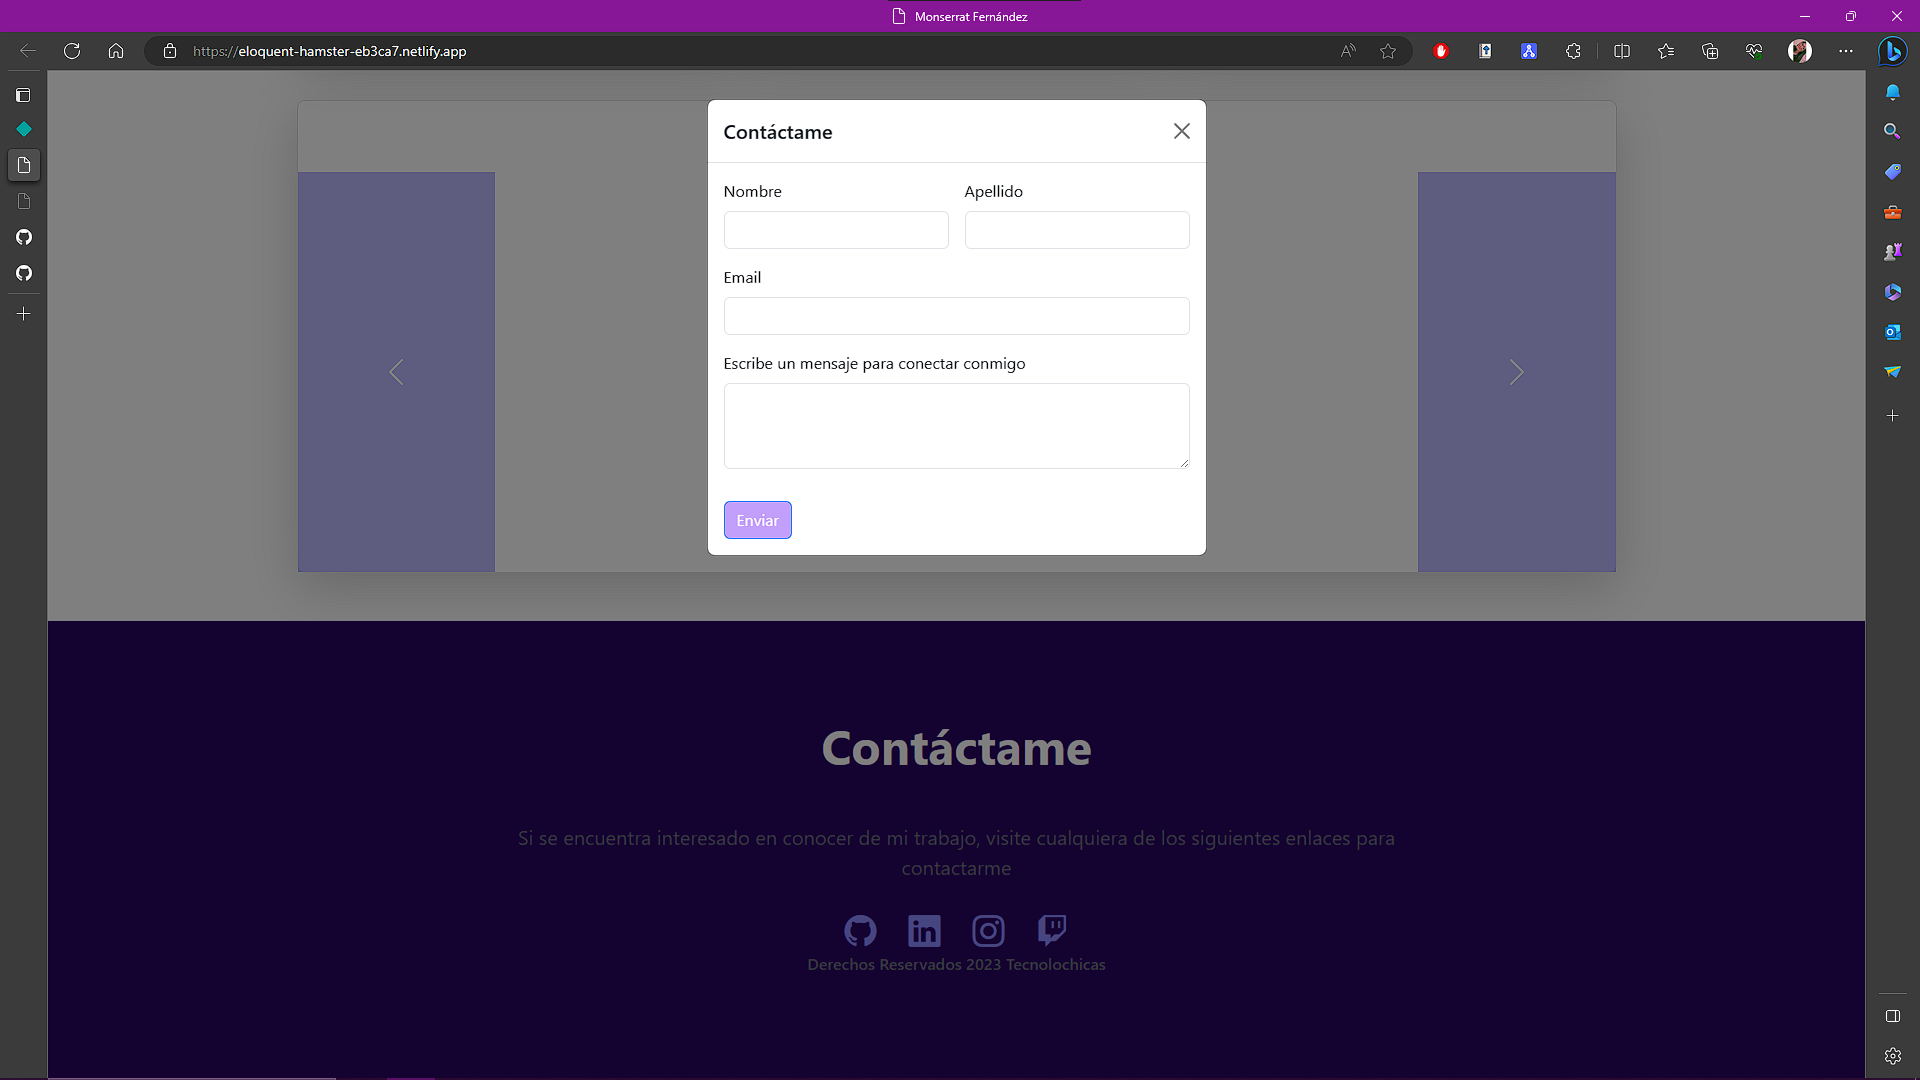 Monserrat Fernández
https://eloquent-hamster-eb3ca7.netlify.app
Contáctame
Nombre Apellido
Email
Escribe un mensaje para conectar conmigo
Enviar
Contáctame
Si se encuentra interesado en conocer de mi trabajo, visite cualquiera de los siguientes enlaces para
contactarme
Derechos Reservados 2023 Tecnolochicas